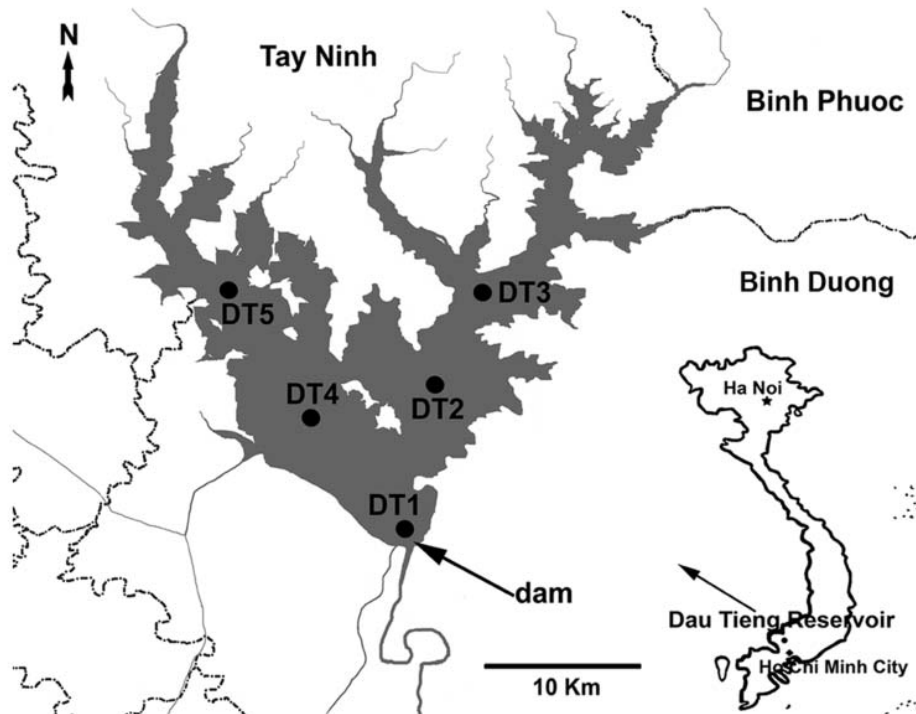 N
Tay Ninh
Binh Phuoc
Binh Duong
DT3
DT5
DT4
DT2
DT1
dam
10 Km
Ha Noi
Dau Tieng Reservoir
Ho Chi Minh City